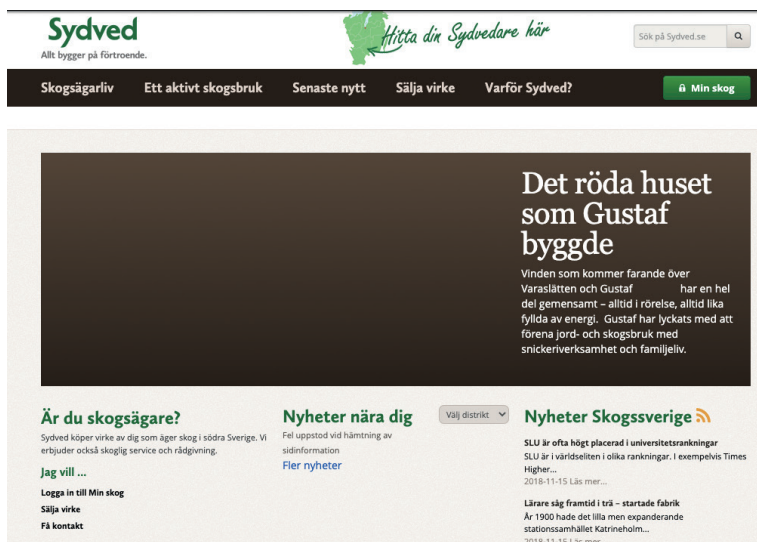 Sydved
Allt bygger på förtroende.
Hitta din Sydvedare här
Sök på Sydved.se
Skogsägarliv
Ett aktivt skogsbruk
Senaste nytt
Sälja virke
Varför Sydved?
Min skog
Det röda huset
som Gustaf
byggde
Vinden som kommer farande över
Varaslätten och Gustaf har en hel
del gemensamt – alltid i rörelse, alltid lika
fyllda av energi. Gustaf har lyckats med att
förena jord- och skogsbruk med
snickeriverksamhet och familjeliv.
Är du skogsägare?
Sydved köper virke av dig som äger skog i södra Sverige. Vi
erbjuder också skoglig service och rådgivning.
Jag vill ...
Logga in till Min skog
Sälja virke
Få kontakt
Nyheter nära dig
Välj distrikt
Fel uppstod vid hämtning av
sidinformation
Fler nyheter
Nyheter Skogssverige
SLU är ofta högt placerad i universitetsrankningar
SLU är i världseliten i olika rankningar. I exempelvis Times
Higher...
2018-11-15 Läs mer...
Lärare såg framtid i trä – startade fabrik
År 1900 hade det lilla men expanderande
stationssamhället Katrineholm...
2018-11-15 Läs mer...